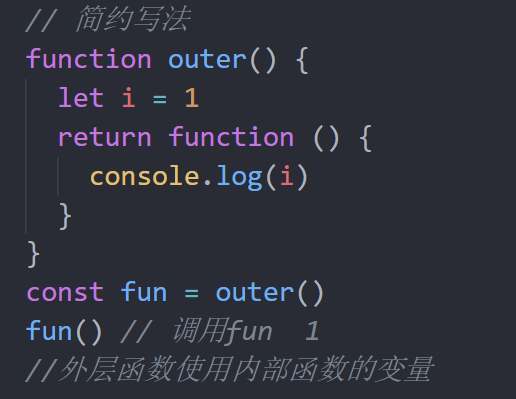 // 简约写法
function outer() {
  let i = 1
  return function () {
    console.log(i)
  }
}
const fun = outer()
fun() // 调用fun  1
//外层函数使用内部函数的变量